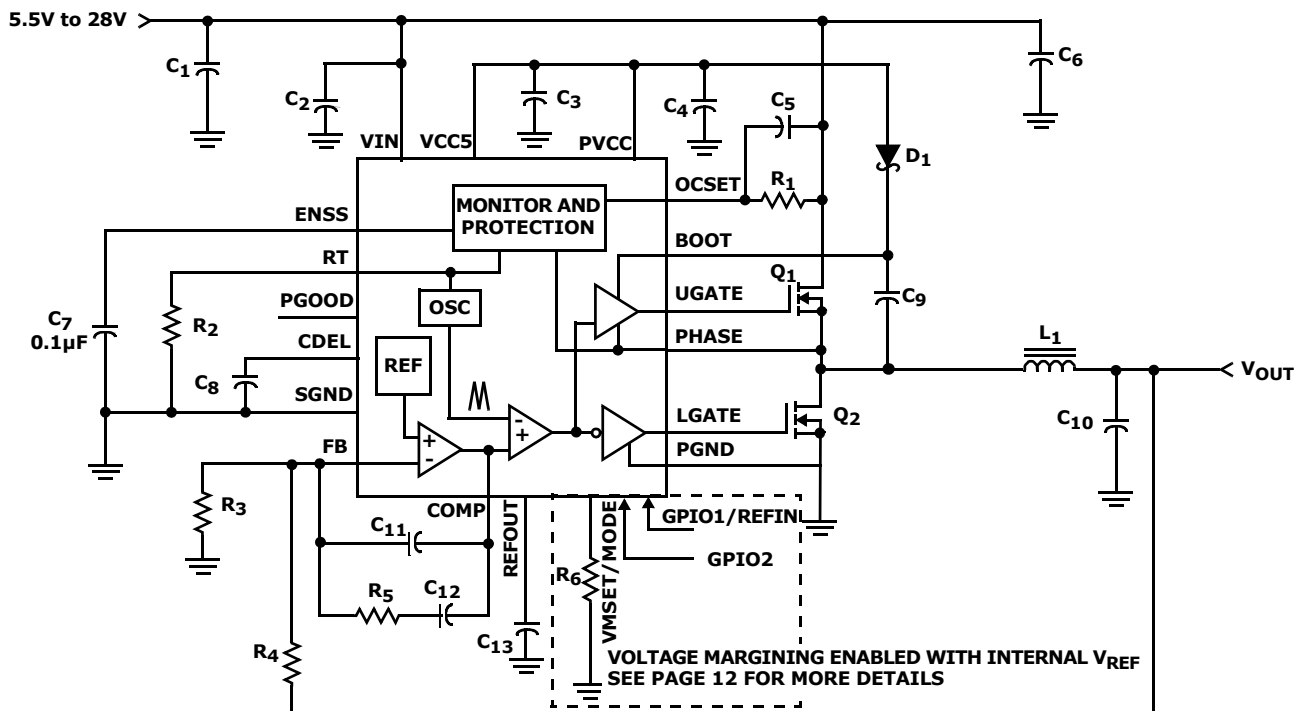 5.5V to 28V
C1
C2
C3
C4
C5
C6
VIN
VCC5
PVCC
D1
OCSET
R1
MONITOR AND
PROTECTION
ENSS
BOOT
RT
Q1
PGOOD
OSC
UGATE
C9
C7
0.1µF
R2
CDEL
PHASE
L1
REF
VOUT
C8
SGND
LGATE
Q2
C10
FB
PGND
+
-
-
+
R3
COMP
REFOUT
VMSET/MODE
GPIO1/REFIN
C11
GPIO2
R6
R5
C12
R4
C13
VOLTAGE MARGINING ENABLED WITH INTERNAL VREF
SEE PAGE 12 FOR MORE DETAILS